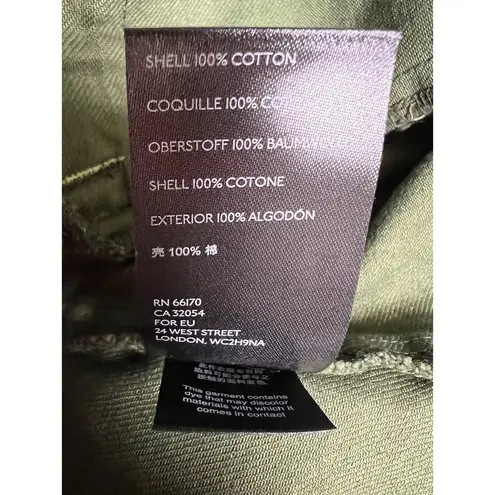 SHELL 100% COTTON
COQUILLE 100%
OBERSTOFF 100%
SHELL 100% COTONE
EXTERIOR 100% ALGODÓN
売 100% 棉
RN 66170
CA 32054
FOR EU
24 WEST STREET
LONDON, WC2H9NA
This garment contains
dye that may discolor
materials with which it
comes in contact